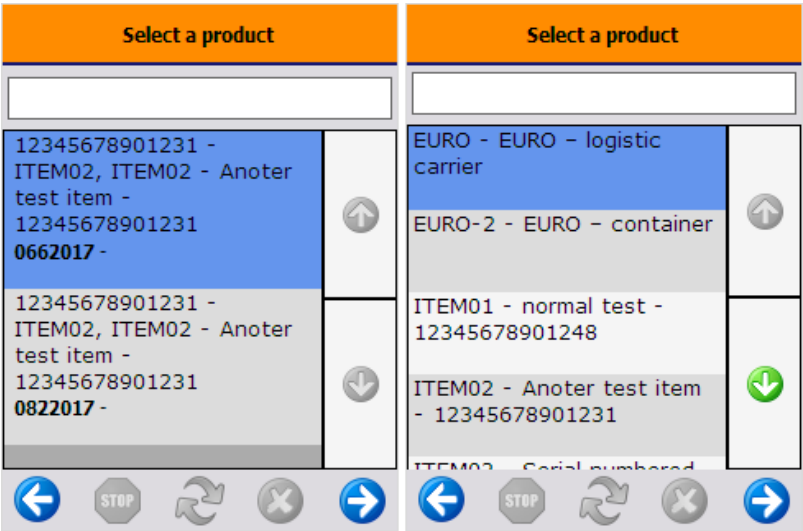 Select a product
12345678901231 -
ITEM02, ITEM02 - Anoter
test item -
12345678901231
0662017 -
12345678901231 -
ITEM02, ITEM02 - Anoter
test item -
12345678901231
0822017 -
STOP
Select a product
EURO - EURO – logistic
carrier
EURO-2 - EURO – container
ITEM01 - normal test -
12345678901248
ITEM02 - Anoter test item
- 12345678901231
Serial numbered
STOP